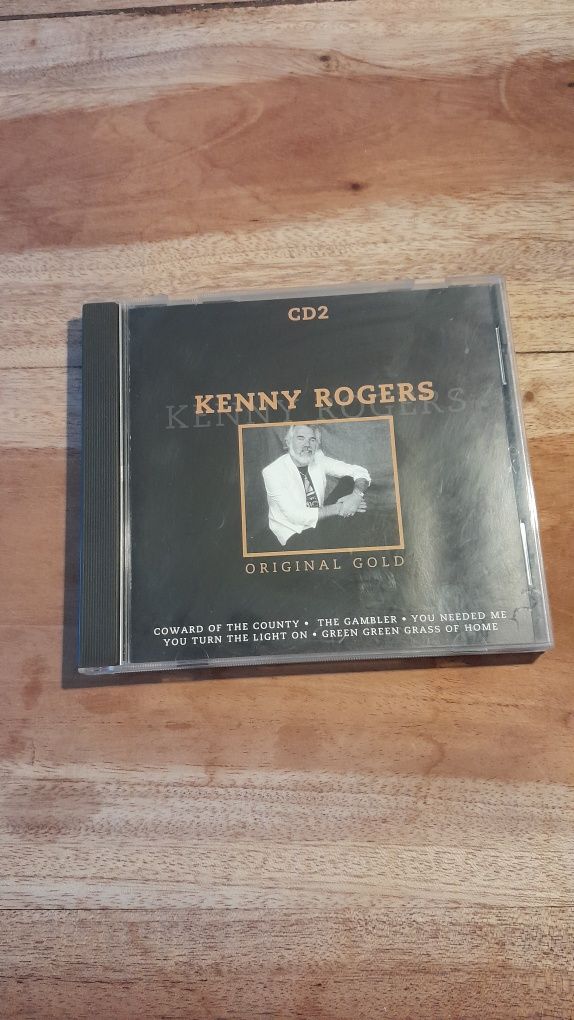 CD2
KENNY ROGERS
KENNY ROGERS
ORIGINAL GOLD
COWARD OF THE COUNTY • THE GAMBLER • YOU NEEDED ME
YOU TURN THE LIGHT ON • GREEN GREEN GRASS OF HOME